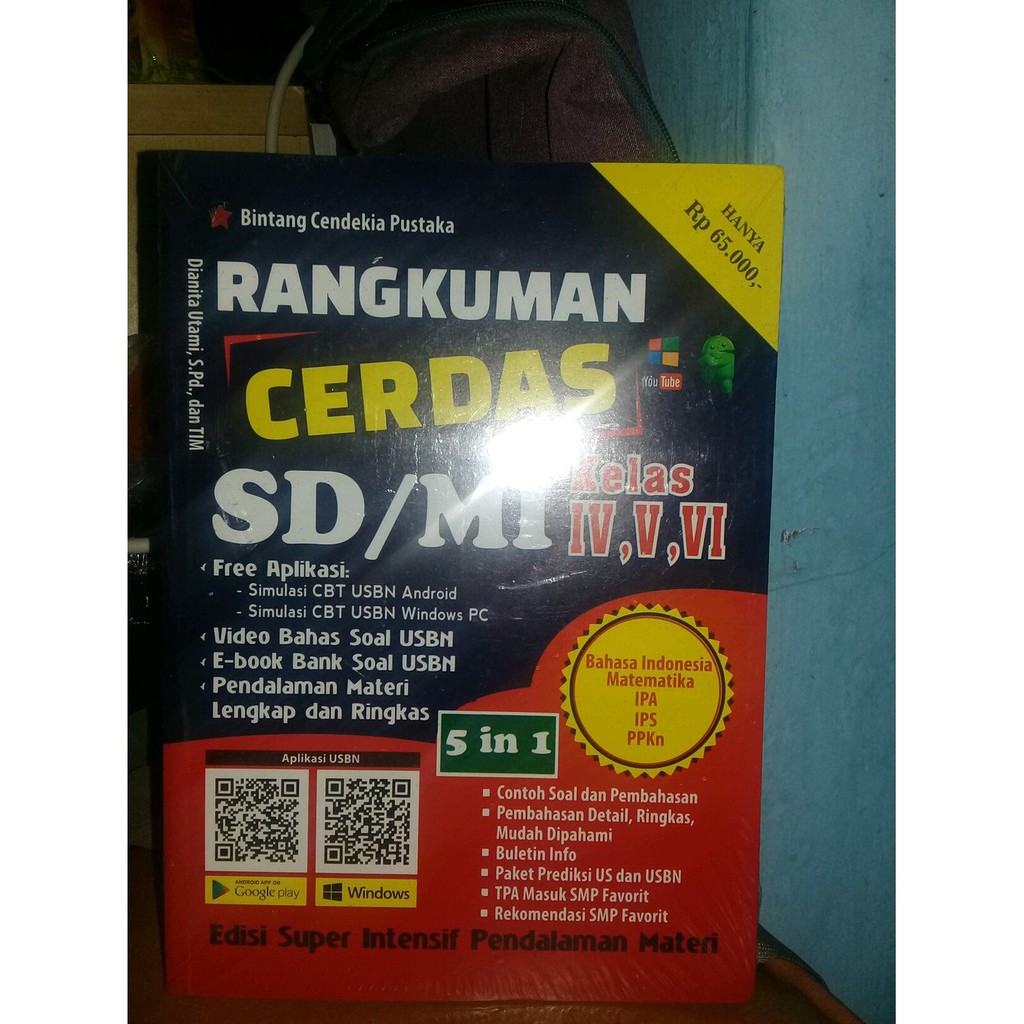 Bintang Cendekia Pustaka
HANYA
Rp 65.000,-
Dianita Utami, S.Pd., dan TIM
RANGKUMAN
CERDAS
You Tube
SD/MI
Kelas
IV,V,VI
Free Aplikasi:
- Simulasi CBT USBN Android
- Simulasi CBT USBN Windows PC
Video Bahas Soal USBN
E-book Bank Soal USBN
Pendalaman Materi
Lengkap dan Ringkas
Bahasa Indonesia
Matematika
IPA
IPS
PPKn
5 in 1
Aplikasi USBN
ANDROID APP ON
Google play
Windows
Contoh Soal dan Pembahasan
Pembahasan Detail, Ringkas,
Mudah Dipahami
Buletin Info
Paket Prediksi US dan USBN
TPA Masuk SMP Favorit
Rekomendasi SMP Favorit
Edisi Super Intensif Pendalaman Materi